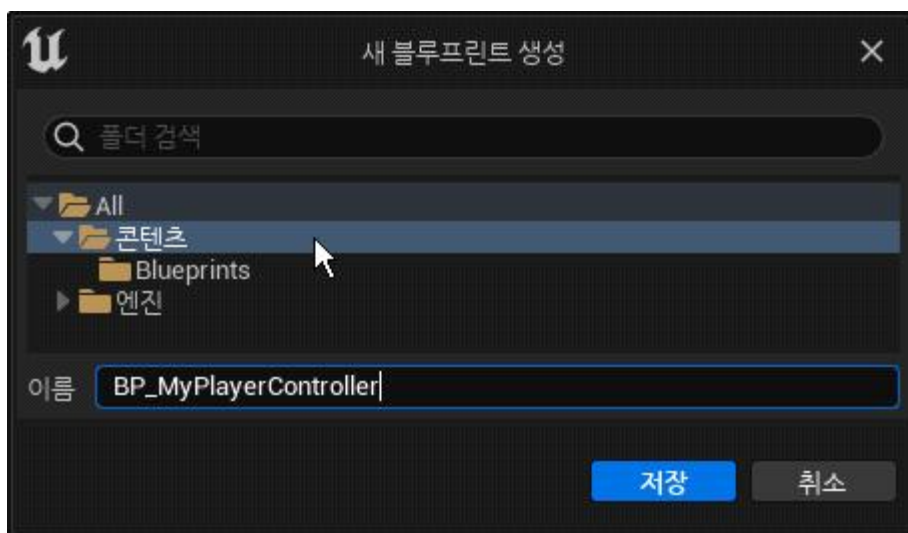 새 블루프린트 생성
폴더 검색
All
콘텐츠
Blueprints
엔진
이름 BP_MyPlayerController
저장 취소